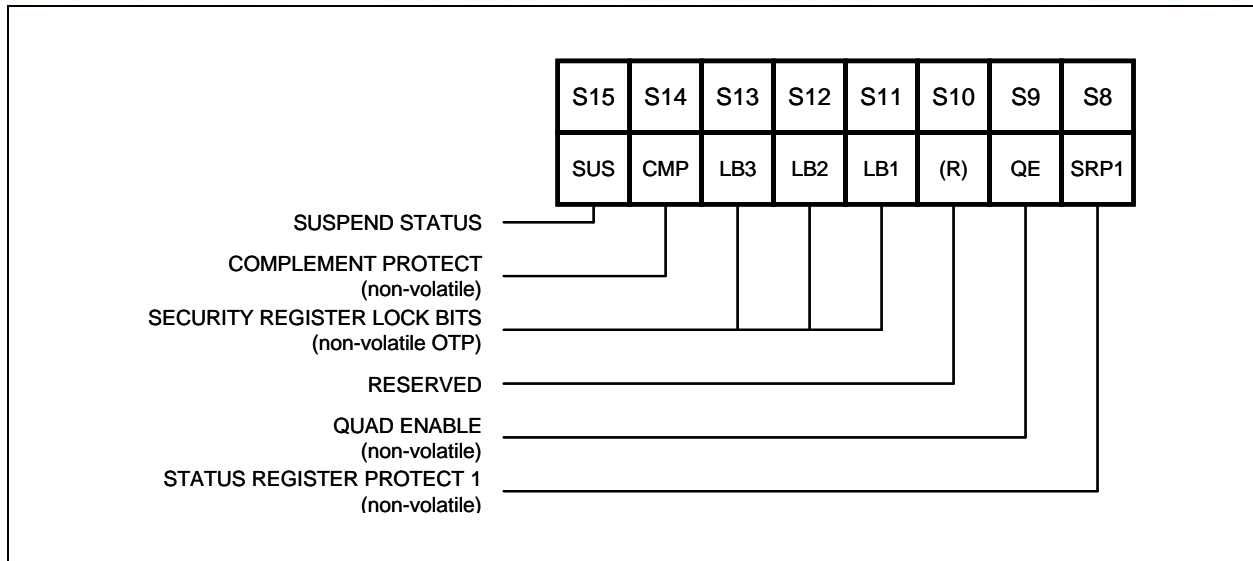 S15 S14 S13 S12 S11 S10 S9 S8
SUS CMP LB3 LB2 LB1 (R) QE SRP1
SUSPEND STATUS
COMPLEMENT PROTECT
(non-volatile)
SECURITY REGISTER LOCK BITS
(non-volatile OTP)
RESERVED
QUAD ENABLE
(non-volatile)
STATUS REGISTER PROTECT 1
(non-volatile)